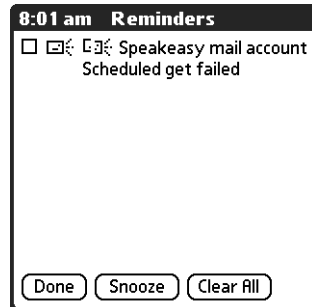 8:01 am Reminders
Speakeasy mail account
Scheduled get failed
Done Snooze Clear All